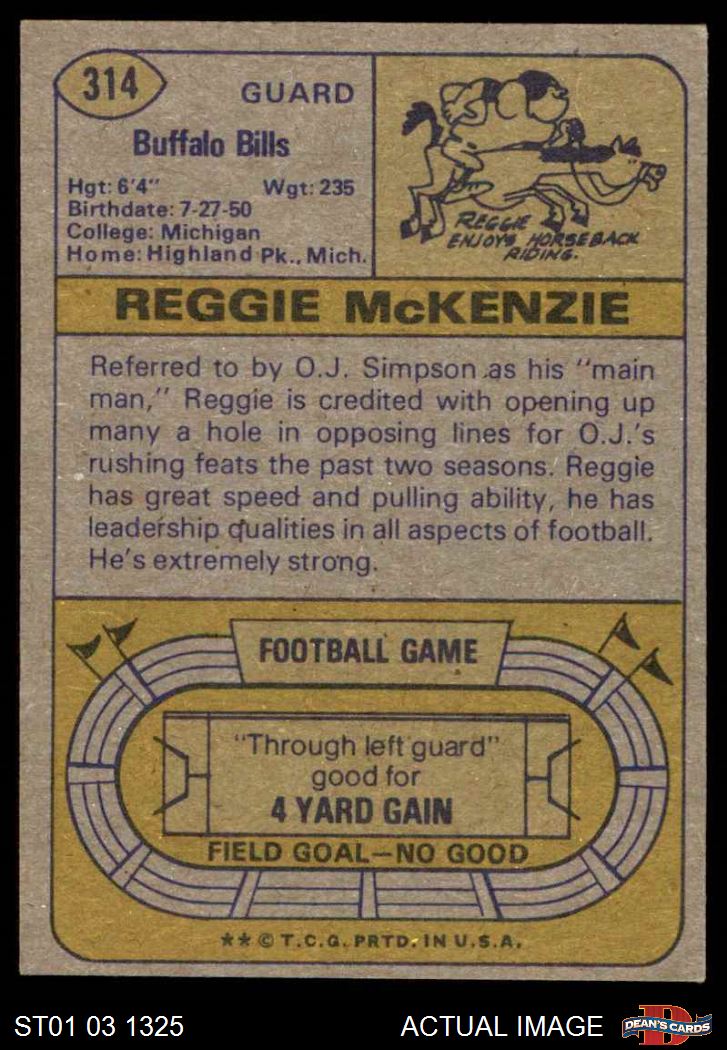 314
GUARD
Buffalo Bills
Hgt: 6'4" Wgt: 235
Birthdate: 7-27-50
College: Michigan
Home: Highland Pk., Mich.
REGGIE
ENJOYS HORSEBACK
RIDING.
REGGIE McKENZIE
Referred to by O.J. Simpson as his "main
man," Reggie is credited with opening up
many a hole in opposing lines for O.J.'s
rushing feats the past two seasons. Reggie
has great speed and pulling ability, he has
leadership qualities in all aspects of football.
He's extremely strong.
FOOTBALL GAME
"Through left guard"
good for
4 YARD GAIN
FIELD GOAL—NO GOOD
** © T.C.G. PRTD. IN U.S.A.
ST01 03 1325
ACTUAL IMAGE
D
DEAN'S CARDS